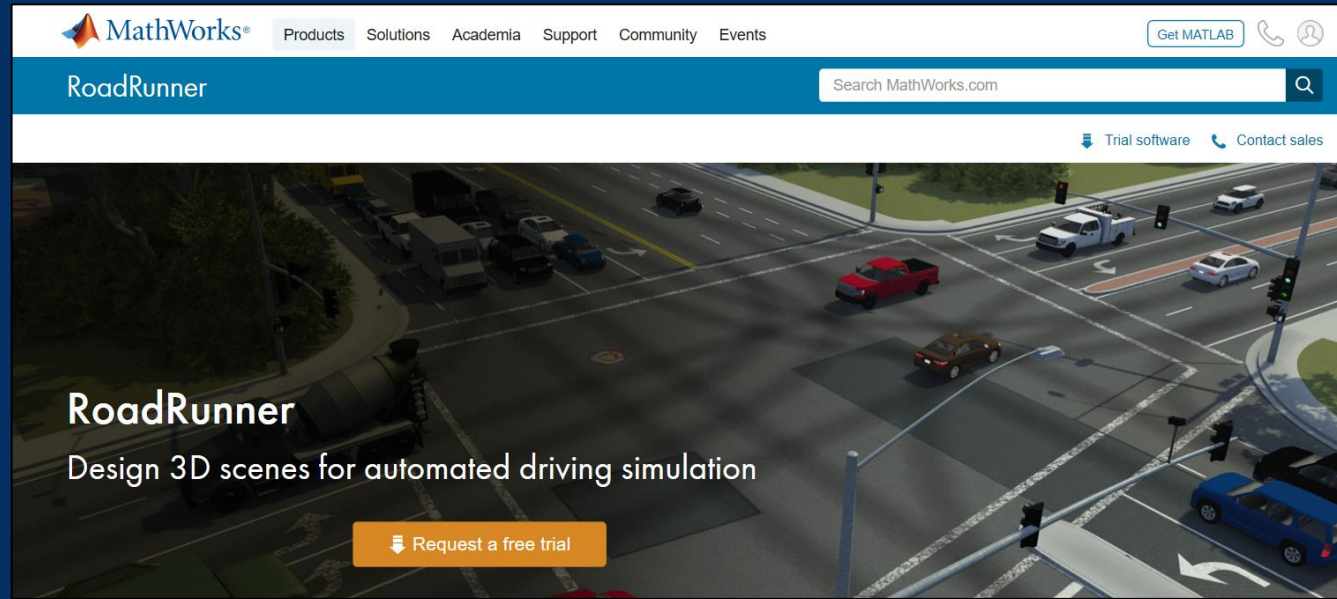 MathWorks®
Products Solutions Academia Support Community Events
Get MATLAB
RoadRunner
Search MathWorks.com
Trial software Contact sales
RoadRunner
Design 3D scenes for automated driving simulation
Request a free trial